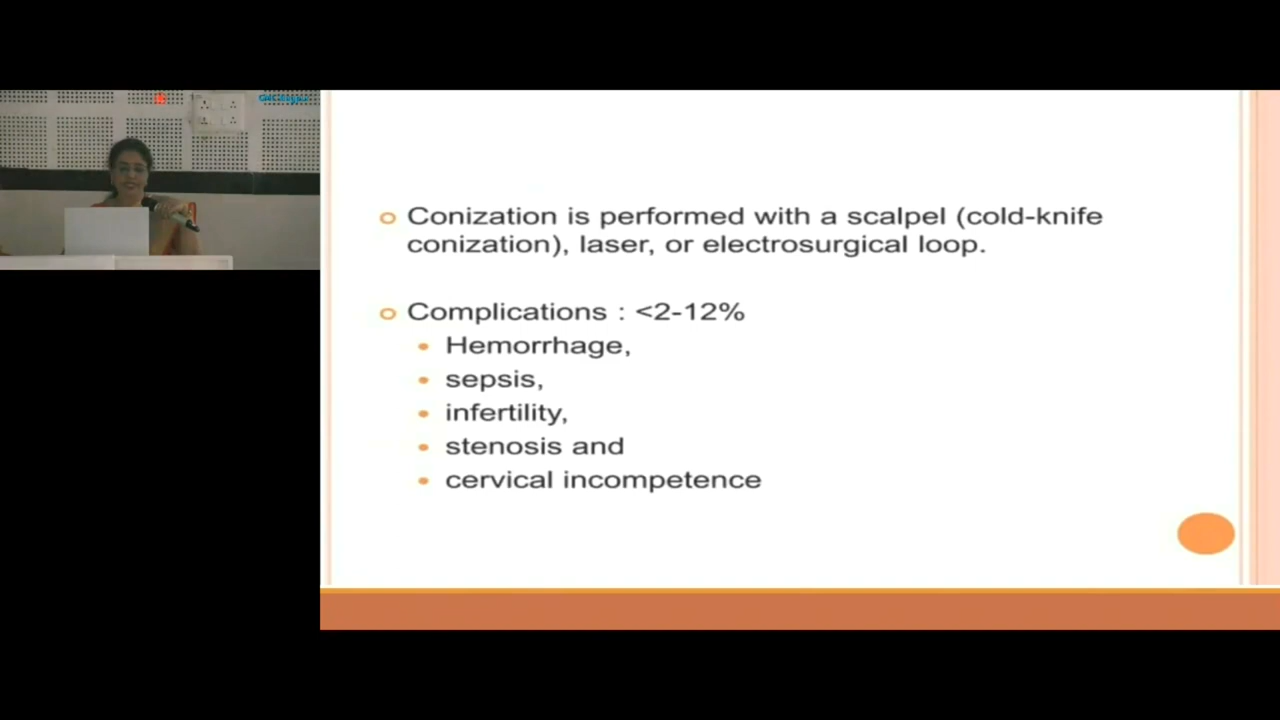 Conization is performed with a scalpel (cold-knife
conization), laser, or electrosurgical loop.
Complications : <2-12%
Hemorrhage,
sepsis,
infertility,
stenosis and
cervical incompetence